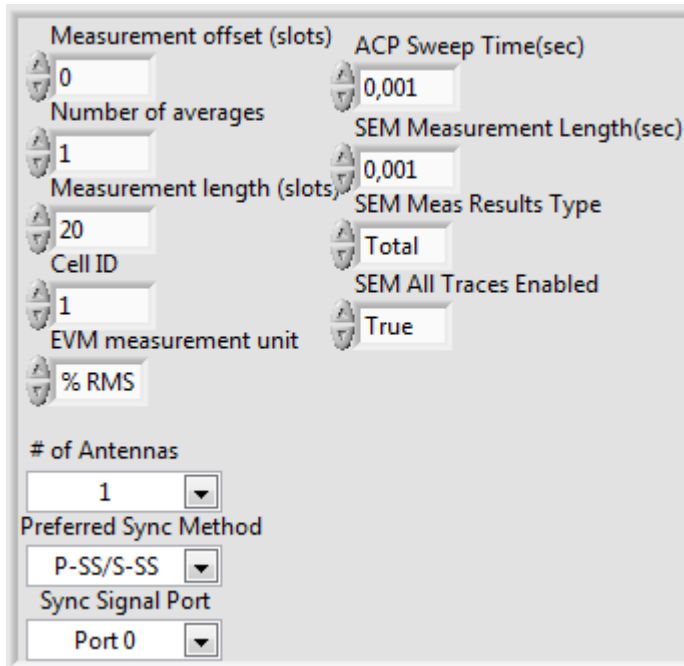 Measurement offset (slots)
0
Number of averages
1
Measurement length (slots)
20
Cell ID
1
EVM measurement unit
% RMS
# of Antennas
1
Preferred Sync Method
P-SS/S-SS
Sync Signal Port
Port 0
ACP Sweep Time(sec)
0,001
SEM Measurement Length(sec)
0,001
SEM Meas Results Type
Total
SEM All Traces Enabled
True